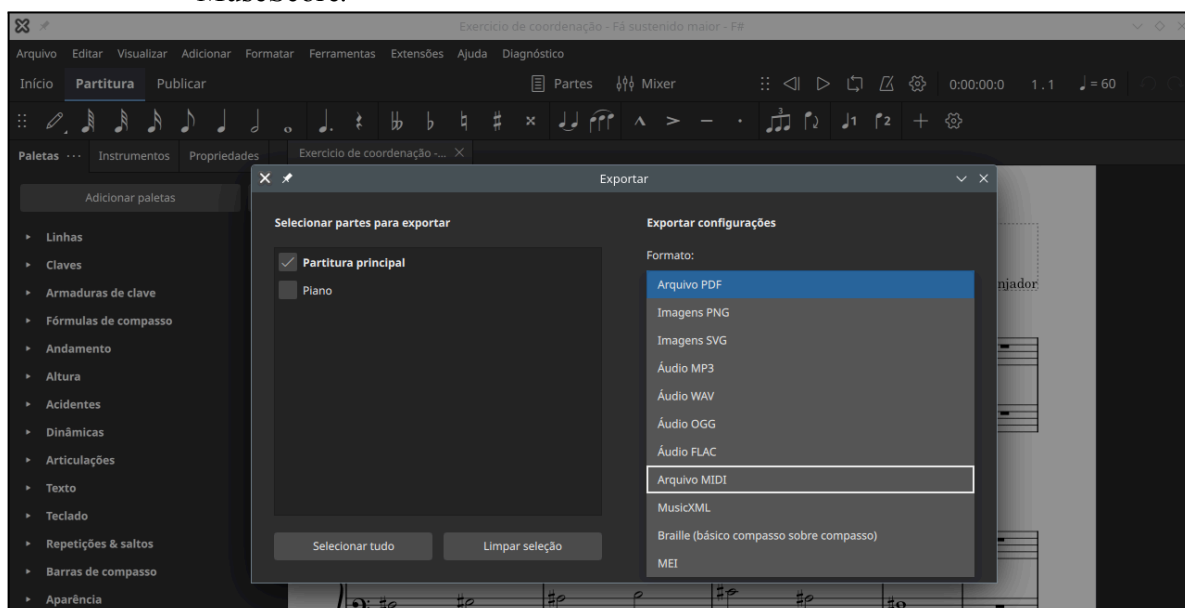 MuseScore.
Exercicio de coordenação - Fá sustenido maior - F#
Arquivo Editar Visualizar Adicionar Formatar Ferramentas Extensões Ajuda Diagnóstico
Início Partitura Publicar Partes Mixer 0:00:00:0 1 . 1 = 60
Paletas ··· Instrumentos Propriedades Exercicio de coordenação -...
Exportar
Adicionar paletas
Selecionar partes para exportar
Exportar configurações
Linhas
Claves
Armaduras de clave
Fórmulas de compasso
Andamento
Altura
Acidentes
Dinâmicas
Articulações
Texto
Teclado
Repetições & saltos
Barras de compasso
Aparência
Partitura principal
Piano
Selecionar tudo Limpar seleção
Formato:
Arquivo PDF
Imagens PNG
Imagens SVG
Áudio MP3
Áudio WAV
Áudio OGG
Áudio FLAC
Arquivo MIDI
MusicXML
Braille (básico compasso sobre compasso)
MEI
njador